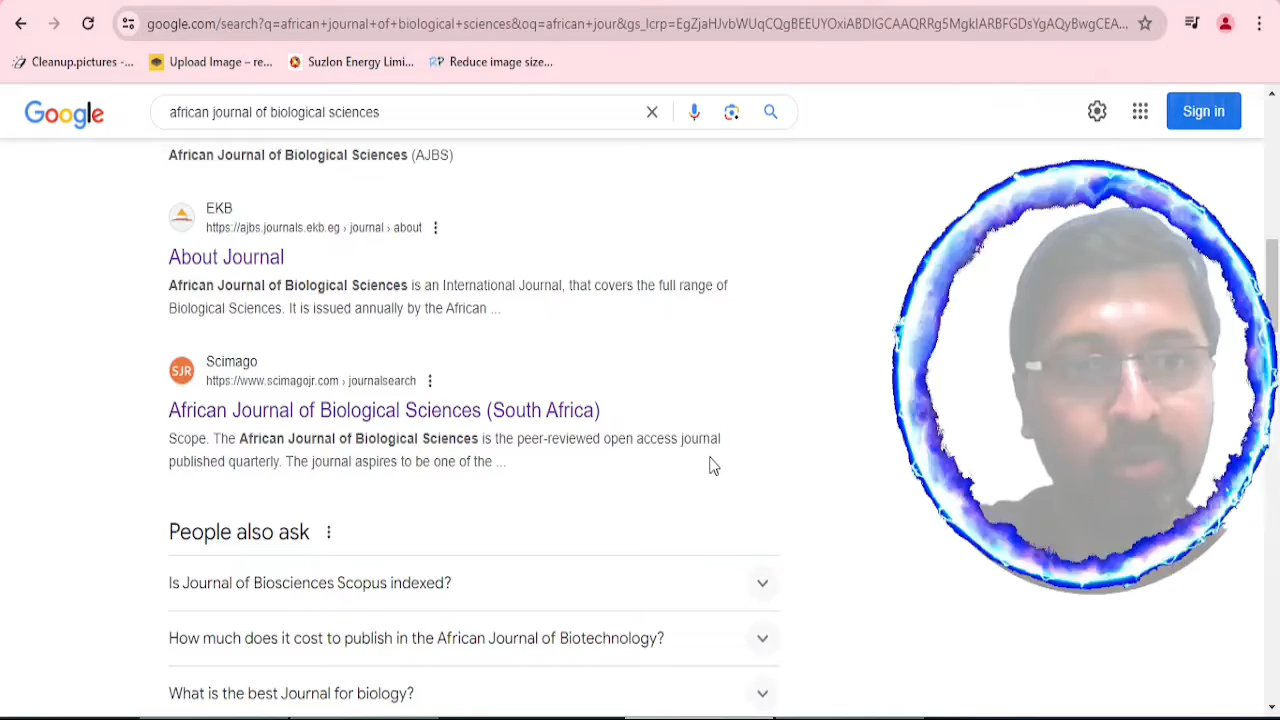 google.com/search?q=african+journal+of+biological+sciences&oq=african+jour&gs_lcrp=EgZjaHJvbWUqCQgBEEUYOxiABDIGCAAQRRg5MgkIARBFGDsYgAQyBwgCEA...
Cleanup.pictures -... Upload Image – re... Suzlon Energy Limi... Reduce image size...
Google african journal of biological sciences Sign in
African Journal of Biological Sciences (AJBS)
EKB
https://ajbs.journals.ekb.eg › journal › about
About Journal
African Journal of Biological Sciences is an International Journal, that covers the full range of
Biological Sciences. It is issued annually by the African ...
SJR Scimago
https://www.scimagojr.com › journalsearch
African Journal of Biological Sciences (South Africa)
Scope. The African Journal of Biological Sciences is the peer-reviewed open access journal
published quarterly. The journal aspires to be one of the ...
People also ask
Is Journal of Biosciences Scopus indexed?
How much does it cost to publish in the African Journal of Biotechnology?
What is the best Journal for biology?